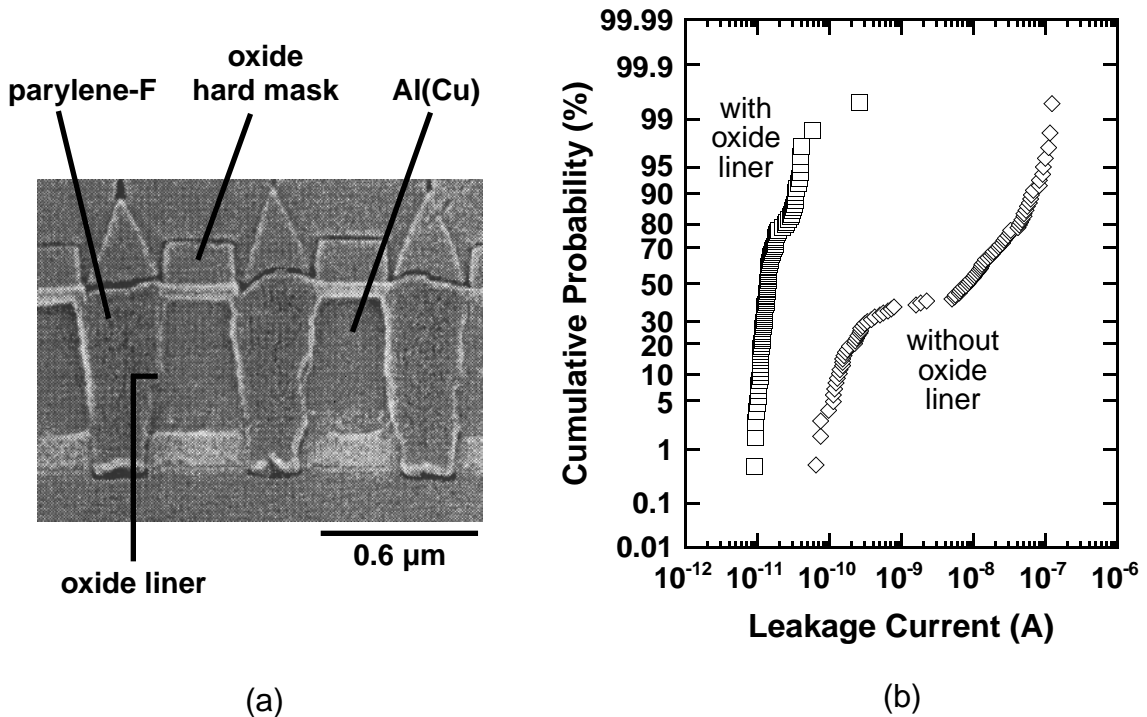 oxide
hard mask
parylene-F
Al(Cu)
oxide liner
0.6 µm
(a)
Cumulative Probability (%)
99.99
99.9
99
95
90
80
70
50
30
20
10
5
1
0.1
0.01
with
oxide
liner
without
oxide
liner
10⁻¹² 10⁻¹¹ 10⁻¹⁰ 10⁻⁹ 10⁻⁸ 10⁻⁷ 10⁻⁶
Leakage Current (A)
(b)